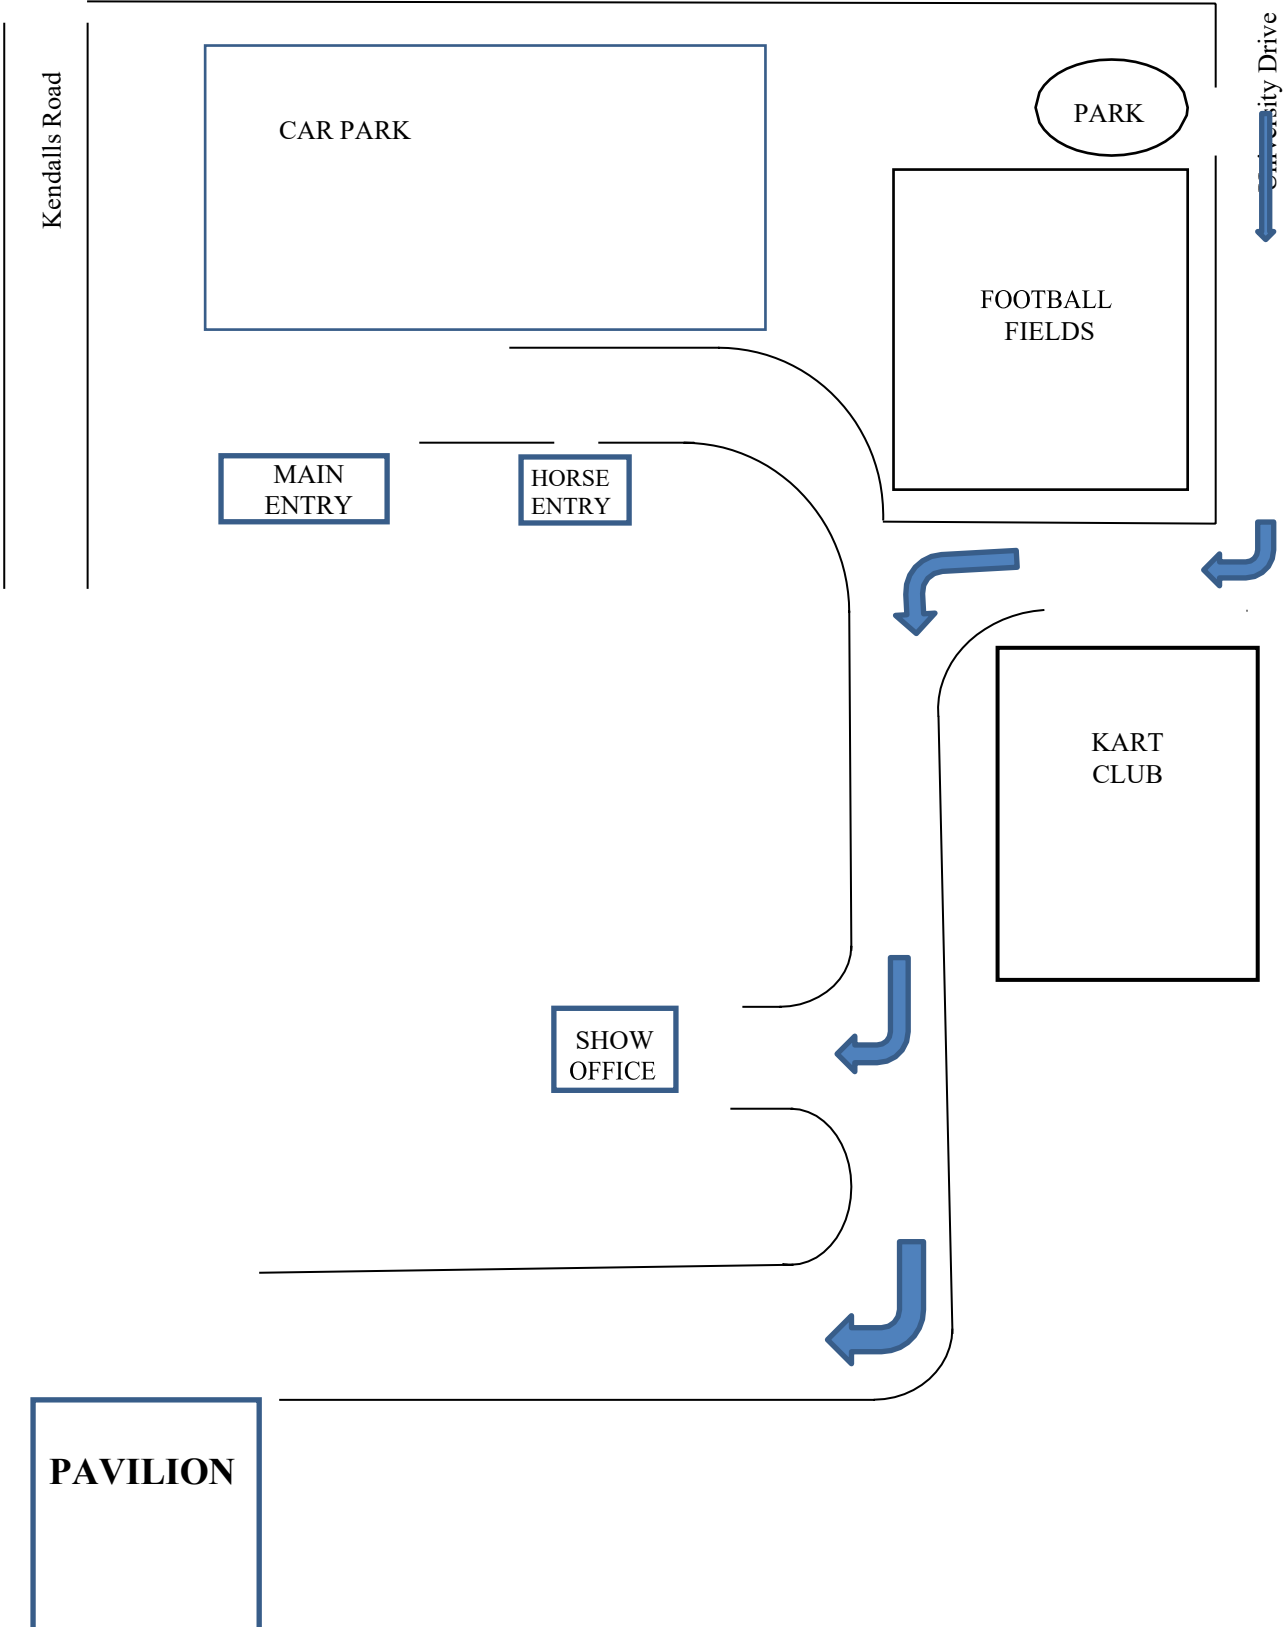 Kendalls Road
CAR PARK
PARK
University Drive
FOOTBALL
FIELDS
MAIN
ENTRY
HORSE
ENTRY
KART
CLUB
SHOW
OFFICE
PAVILION